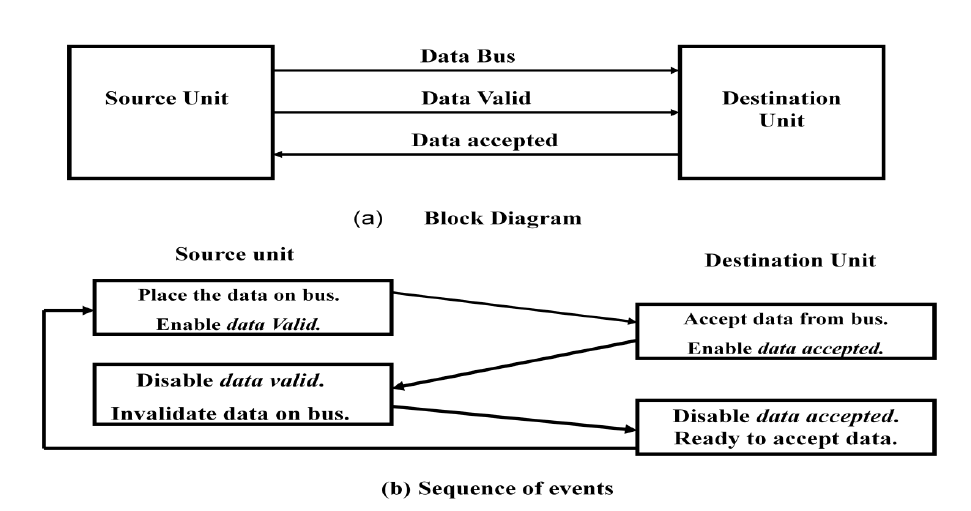 Data Bus
Source Unit
Data Valid
Destination
Unit
Data accepted
(a) Block Diagram
Source unit
Destination Unit
Place the data on bus.
Enable data Valid.
Accept data from bus.
Enable data accepted.
Disable data valid.
Invalidate data on bus.
Disable data accepted.
Ready to accept data.
(b) Sequence of events